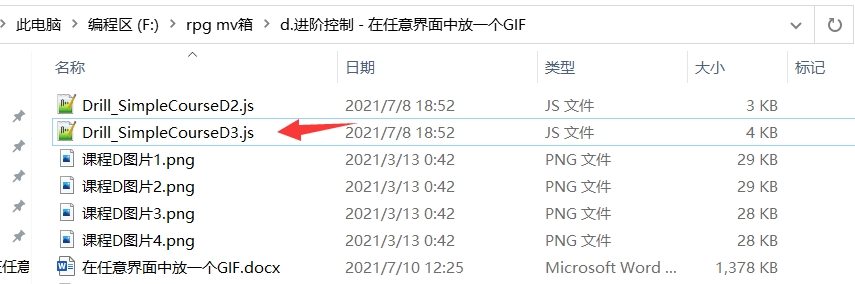 此电脑 > 编程区 (F:) > rpg mv箱 > d.进阶控制 - 在任意界面中放一个GIF
名称 日期 类型 大小 标记
Drill_SimpleCourseD2.js 2021/7/8 18:52 JS 文件 3 KB
Drill_SimpleCourseD3.js 2021/7/8 18:52 JS 文件 4 KB
课程D图片1.png 2021/3/13 0:42 PNG 文件 29 KB
课程D图片2.png 2021/3/13 0:42 PNG 文件 29 KB
课程D图片3.png 2021/3/13 0:42 PNG 文件 28 KB
课程D图片4.png 2021/3/13 0:42 PNG 文件 28 KB
在任意 在任意界面中放一个GIF.docx 2021/7/10 12:25 Microsoft Word ... 1,378 KB